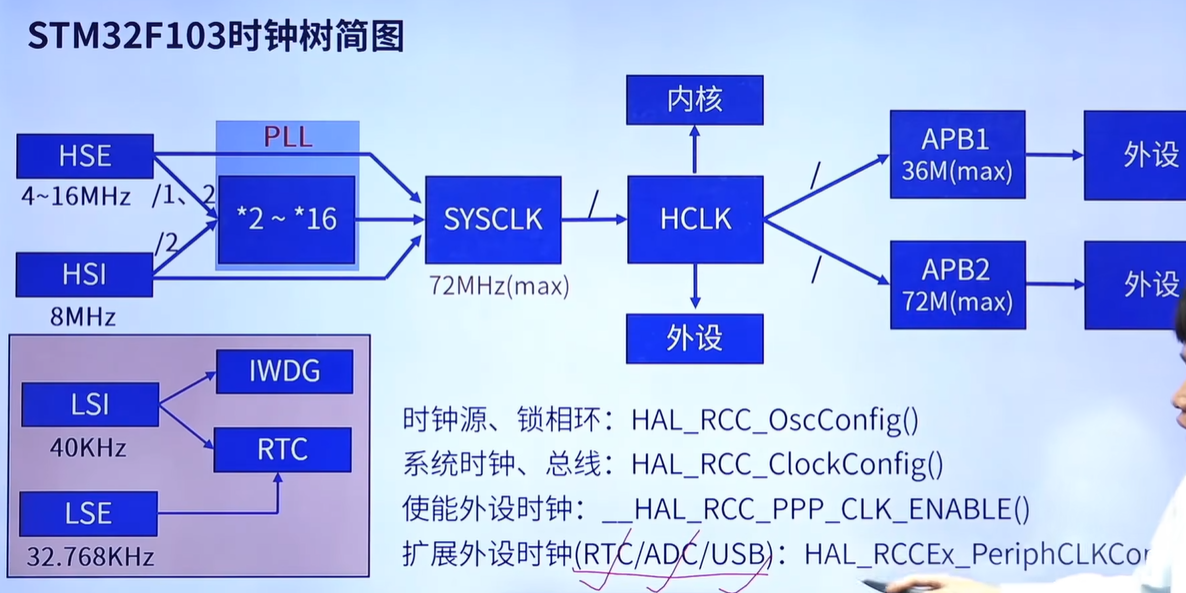 STM32F103时钟树简图
内核
PLL
HSE
APB1
36M(max)
外设
4~16MHz
/1、2
*2 ~ *16
SYSCLK
/
HCLK
/
/2
HSI
72MHz(max)
/
APB2
72M(max)
外设
8MHz
外设
IWDG
LSI
40KHz
RTC
LSE
32.768KHz
时钟源、锁相环：HAL_RCC_OscConfig()
系统时钟、总线：HAL_RCC_ClockConfig()
使能外设时钟：__HAL_RCC_PPP_CLK_ENABLE()
扩展外设时钟(RTC/ADC/USB)：HAL_RCCEx_PeriphCLKCo